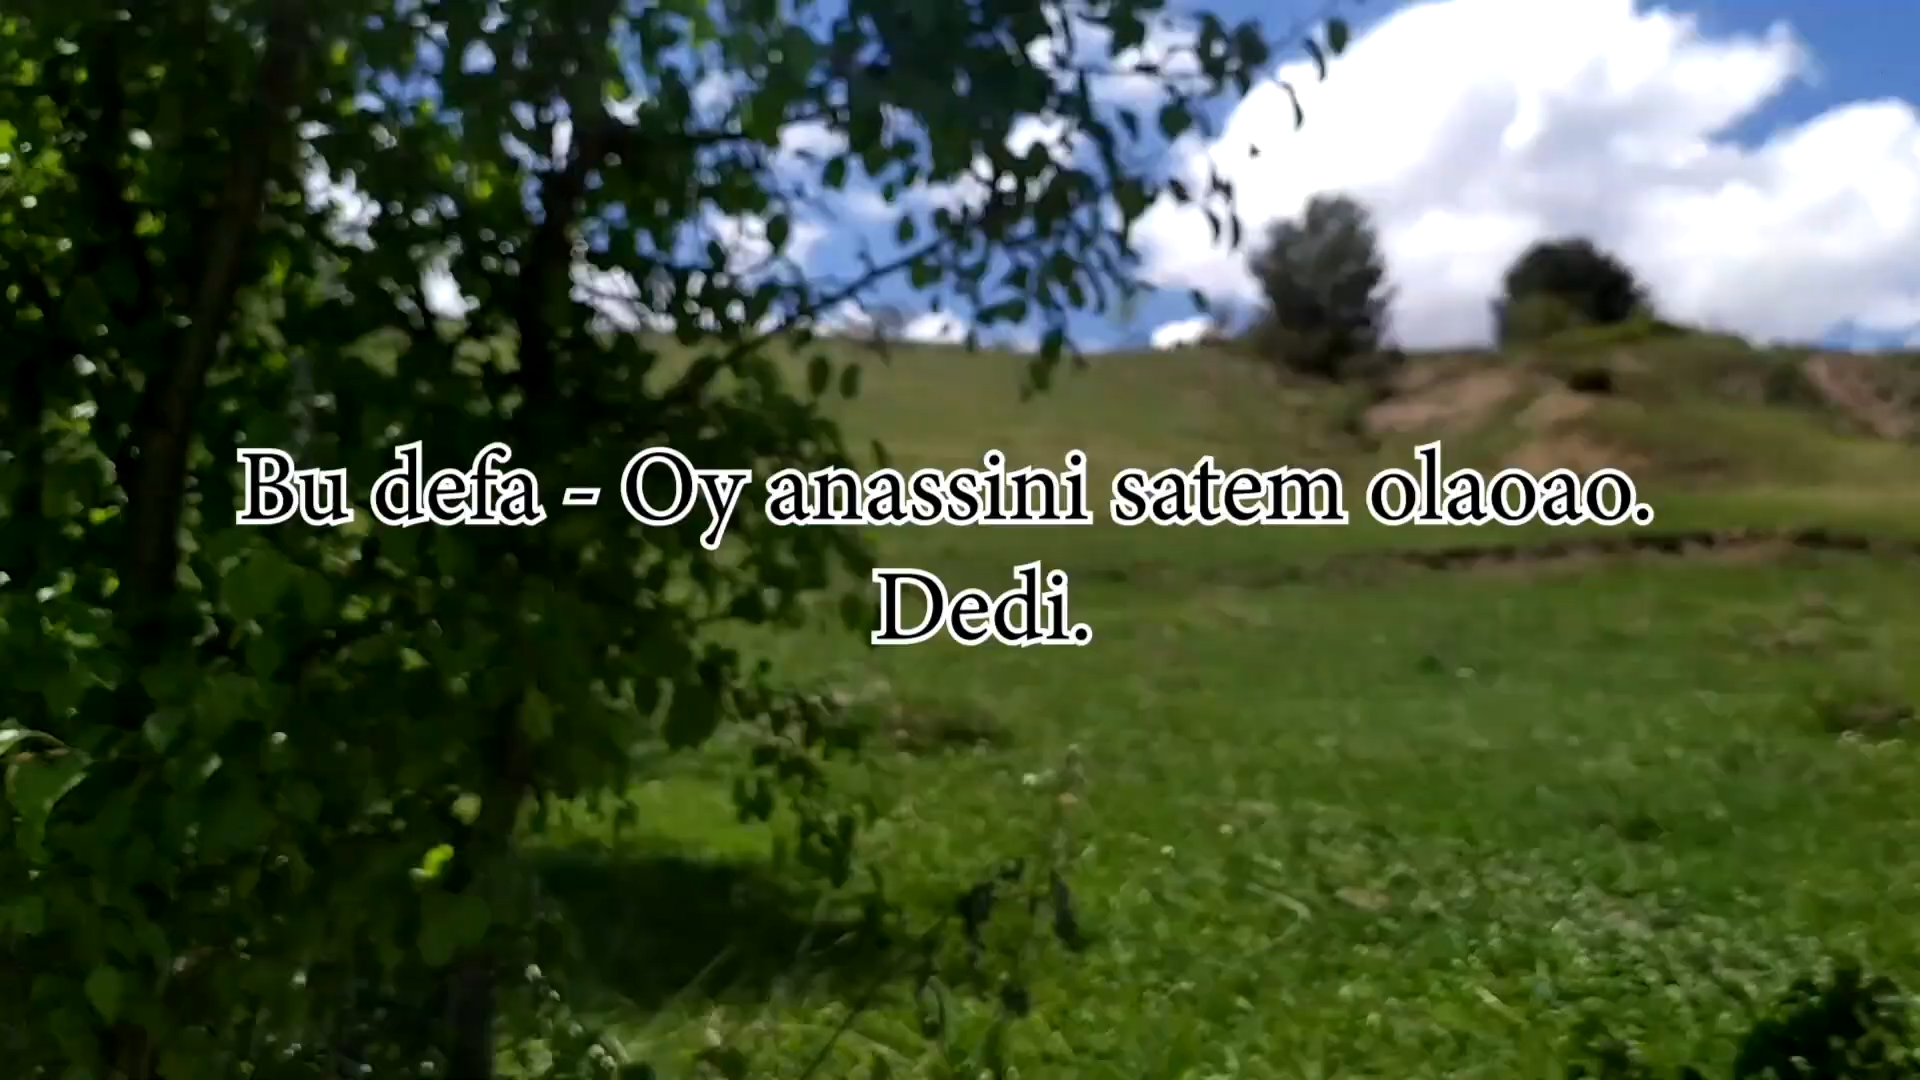 Bu defa - Oy anassini satem olaoao.
Dedi.